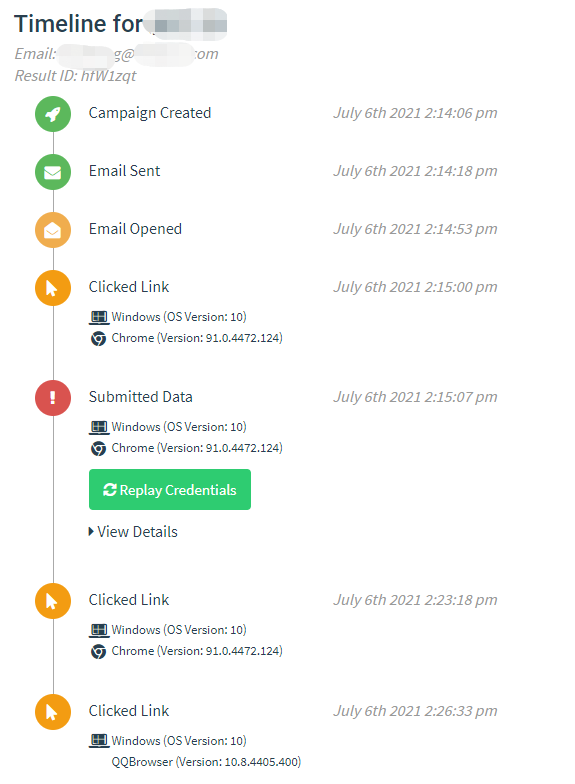 Timeline for
Email: g@ com
Result ID: hfW1zqt
Campaign Created July 6th 2021 2:14:06 pm
Email Sent July 6th 2021 2:14:18 pm
Email Opened July 6th 2021 2:14:53 pm
Clicked Link July 6th 2021 2:15:00 pm
Windows (OS Version: 10)
Chrome (Version: 91.0.4472.124)
Submitted Data July 6th 2021 2:15:07 pm
Windows (OS Version: 10)
Chrome (Version: 91.0.4472.124)
Replay Credentials
View Details
Clicked Link July 6th 2021 2:23:18 pm
Windows (OS Version: 10)
Chrome (Version: 91.0.4472.124)
Clicked Link July 6th 2021 2:26:33 pm
Windows (OS Version: 10)
QQBrowser (Version: 10.8.4405.400)